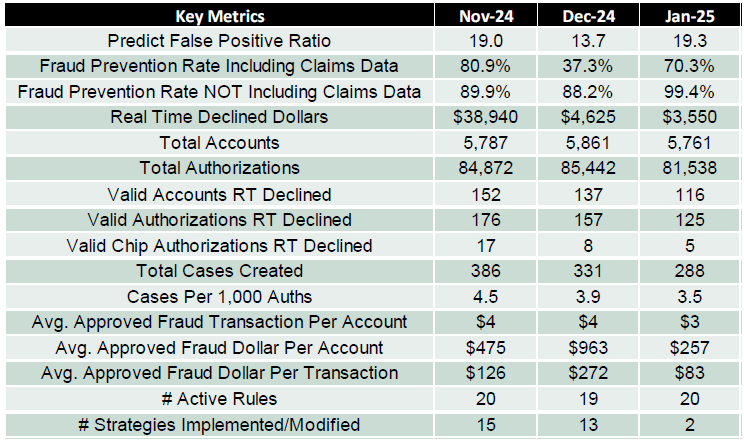 Key Metrics Nov-24 Dec-24 Jan-25
Predict False Positive Ratio 19.0 13.7 19.3
Fraud Prevention Rate Including Claims Data 80.9% 37.3% 70.3%
Fraud Prevention Rate NOT Including Claims Data 89.9% 88.2% 99.4%
Real Time Declined Dollars $38,940 $4,625 $3,550
Total Accounts 5,787 5,861 5,761
Total Authorizations 84,872 85,442 81,538
Valid Accounts RT Declined 152 137 116
Valid Authorizations RT Declined 176 157 125
Valid Chip Authorizations RT Declined 17 8 5
Total Cases Created 386 331 288
Cases Per 1,000 Auths 4.5 3.9 3.5
Avg. Approved Fraud Transaction Per Account $4 $4 $3
Avg. Approved Fraud Dollar Per Account $475 $963 $257
Avg. Approved Fraud Dollar Per Transaction $126 $272 $83
# Active Rules 20 19 20
# Strategies Implemented/Modified 15 13 2